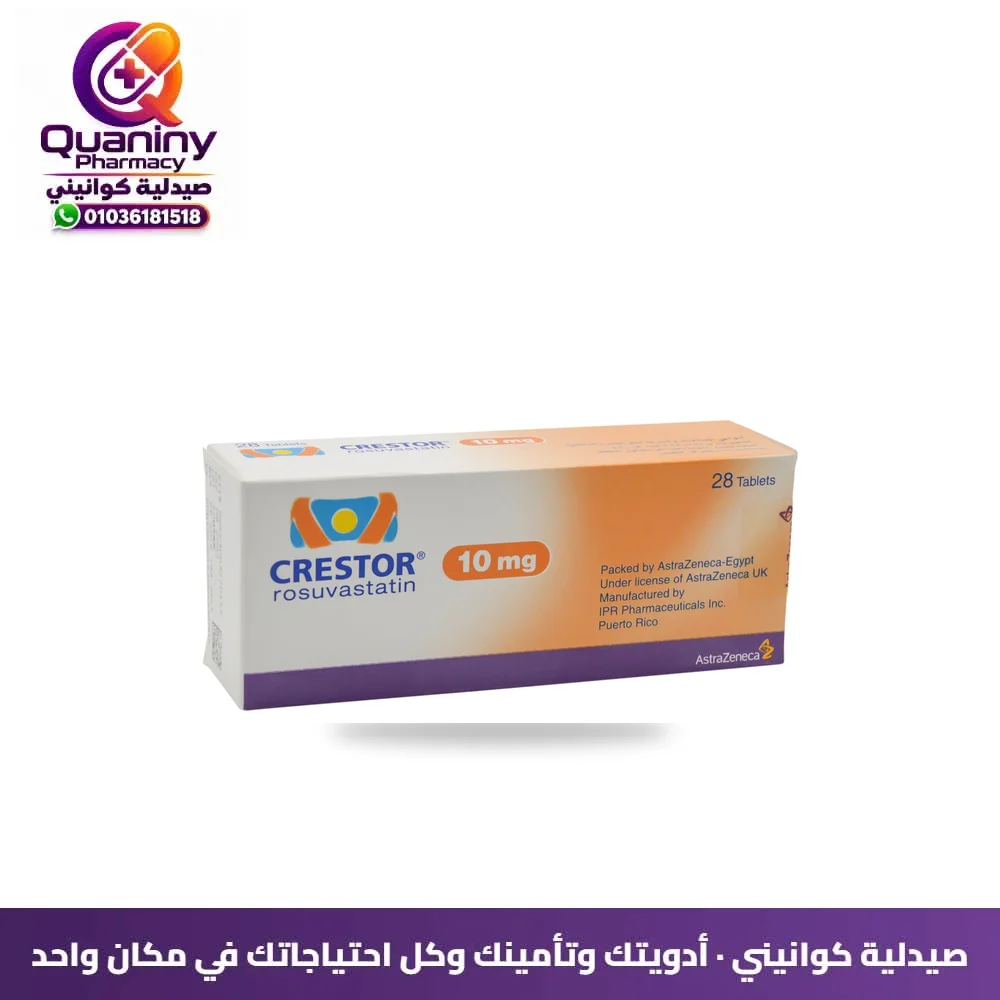 Quaniny
Pharmacy
صيدلية كوانيني
01036181518
28 Tablets
CRESTOR
rosuvastatin
10 mg
28 Tablets
CRESTOR®
rosuvastatin
10 mg
Packed by AstraZeneca-Egypt
Under license of AstraZeneca UK
Manufactured by
IPR Pharmaceuticals Inc.
Puerto Rico
AstraZeneca
صيدلية كوانيني · أدويتك وتأمينك وكل احتياجاتك في مكان واحد